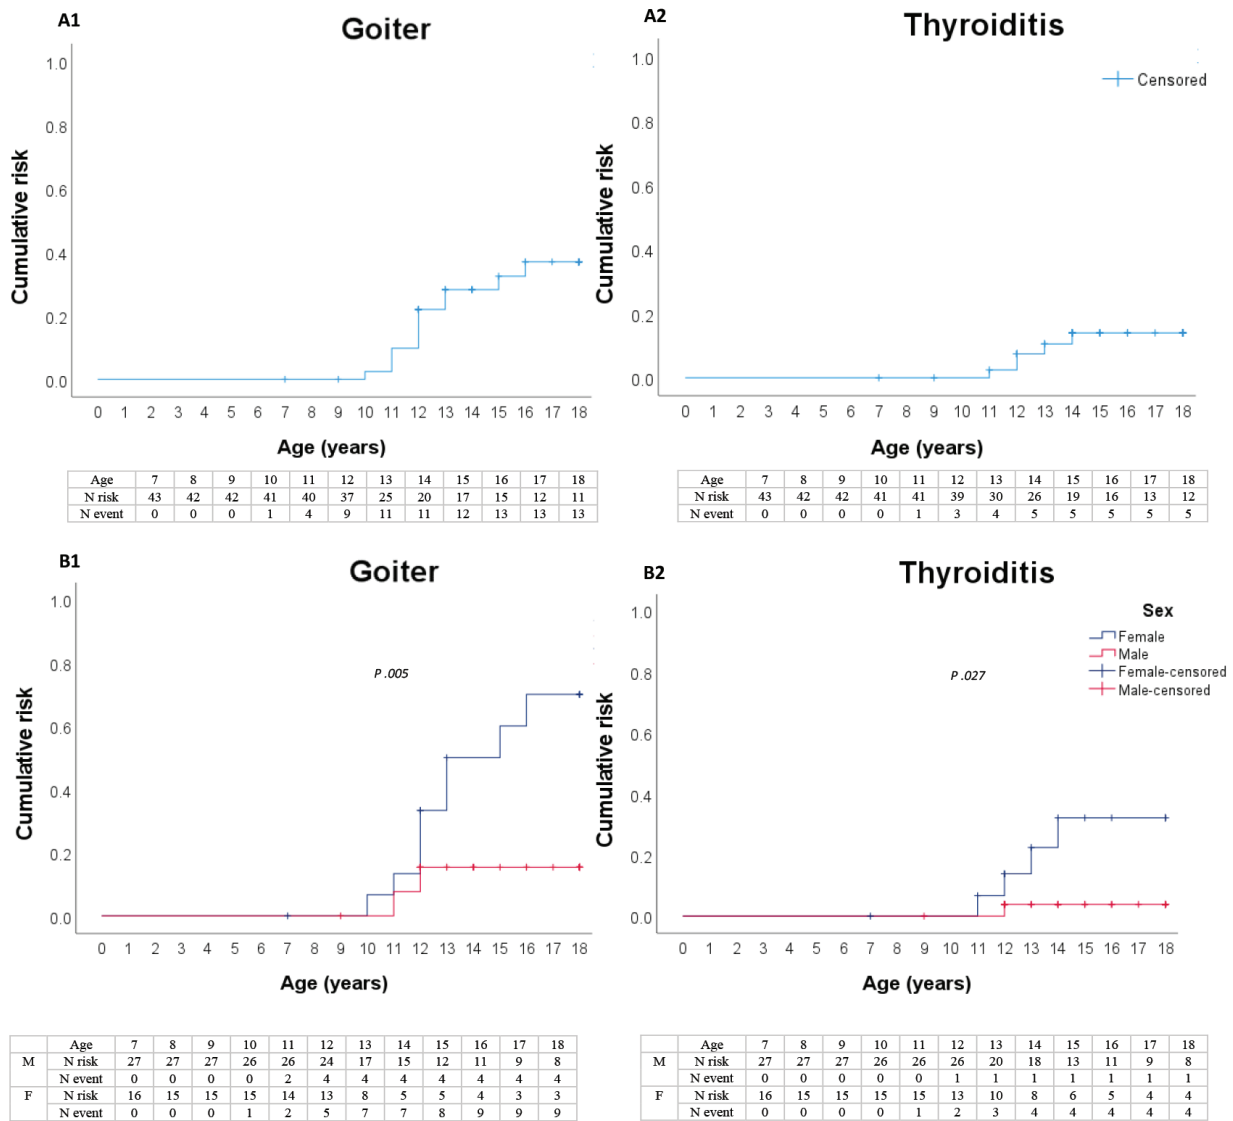 A1
Goiter
1.0
0.8
0.6
0.4
0.2
0.0
Cumulative risk
0 1 2 3 4 5 6 7 8 9 10 11 12 13 14 15 16 17 18
Age (years)
Age 7 8 9 10 11 12 13 14 15 16 17 18
N risk 43 42 42 41 40 37 25 20 17 15 12 11
N event 0 0 0 1 4 9 11 11 12 13 13 13
A2
Thyroiditis
Censored
1.0
0.8
0.6
0.4
0.2
0.0
Cumulative risk
0 1 2 3 4 5 6 7 8 9 10 11 12 13 14 15 16 17 18
Age (years)
Age 7 8 9 10 11 12 13 14 15 16 17 18
N risk 43 42 42 41 41 39 30 26 19 16 13 12
N event 0 0 0 0 1 3 4 5 5 5 5 5
B1
Goiter
P .005
1.0
0.8
0.6
0.4
0.2
0.0
Cumulative risk
0 1 2 3 4 5 6 7 8 9 10 11 12 13 14 15 16 17 18
Age (years)
Age 7 8 9 10 11 12 13 14 15 16 17 18
M N risk 27 27 27 26 26 24 17 15 12 11 9 8
N event 0 0 0 0 2 4 4 4 4 4 4 4
F N risk 16 15 15 15 14 13 8 5 5 4 3 3
N event 0 0 0 1 2 5 7 7 8 9 9 9
B2
Thyroiditis
Sex
Female
Male
Female-censored
Male-censored
P .027
1.0
0.8
0.6
0.4
0.2
0.0
Cumulative risk
0 1 2 3 4 5 6 7 8 9 10 11 12 13 14 15 16 17 18
Age (years)
Age 7 8 9 10 11 12 13 14 15 16 17 18
M N risk 27 27 27 26 26 26 20 18 13 11 9 8
N event 0 0 0 0 0 1 1 1 1 1 1 1
F N risk 16 15 15 15 15 13 10 8 6 5 4 4
N event 0 0 0 0 1 2 3 4 4 4 4 4